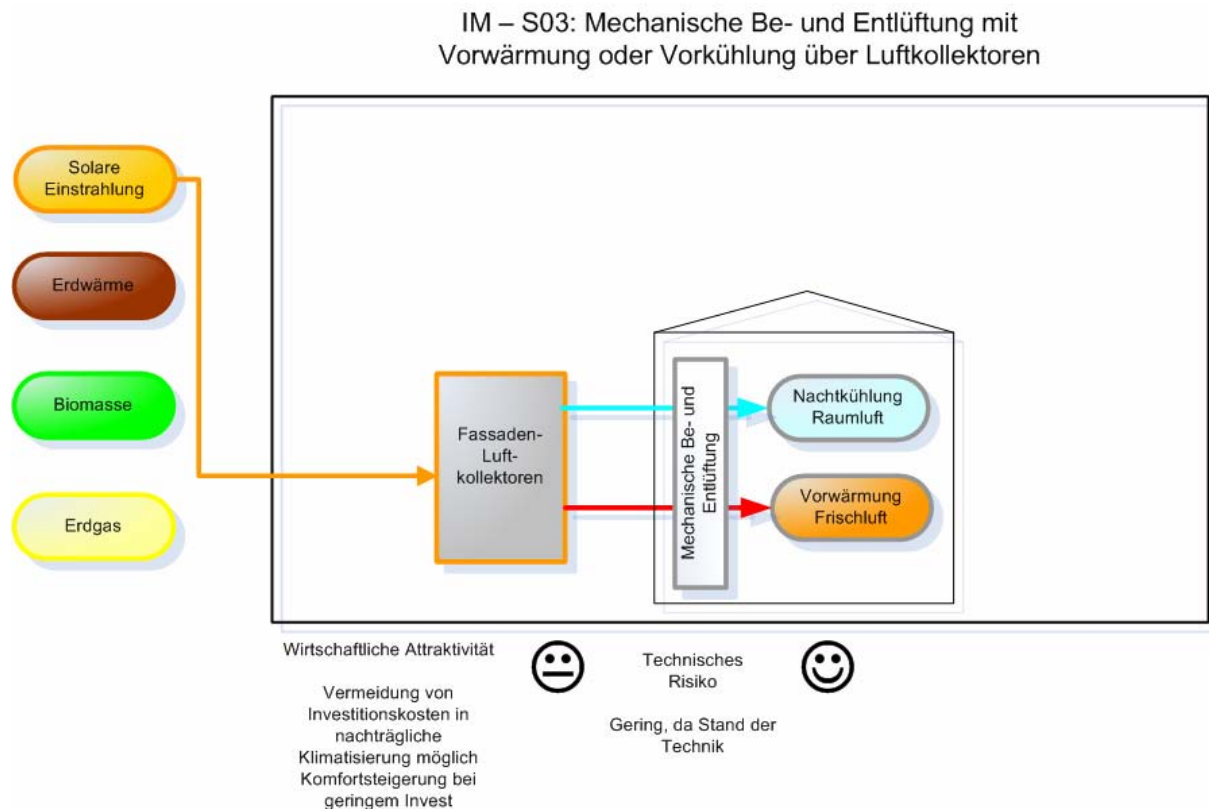 IM – S03: Mechanische Be- und Entlüftung mit
Vorwärmung oder Vorkühlung über Luftkollektoren
Solare
Einstrahlung
Erdwärme
Biomasse
Erdgas
Fassaden-
Luft-
kollektoren
Mechanische Be- und
Entlüftung
Nachtkühlung
Raumluft
Vorwärmung
Frischluft
Wirtschaftliche Attraktivität
Vermeidung von
Investitionskosten in
nachträgliche
Klimatisierung möglich
Komfortsteigerung bei
geringem Invest
Technisches
Risiko
Gering, da Stand der
Technik